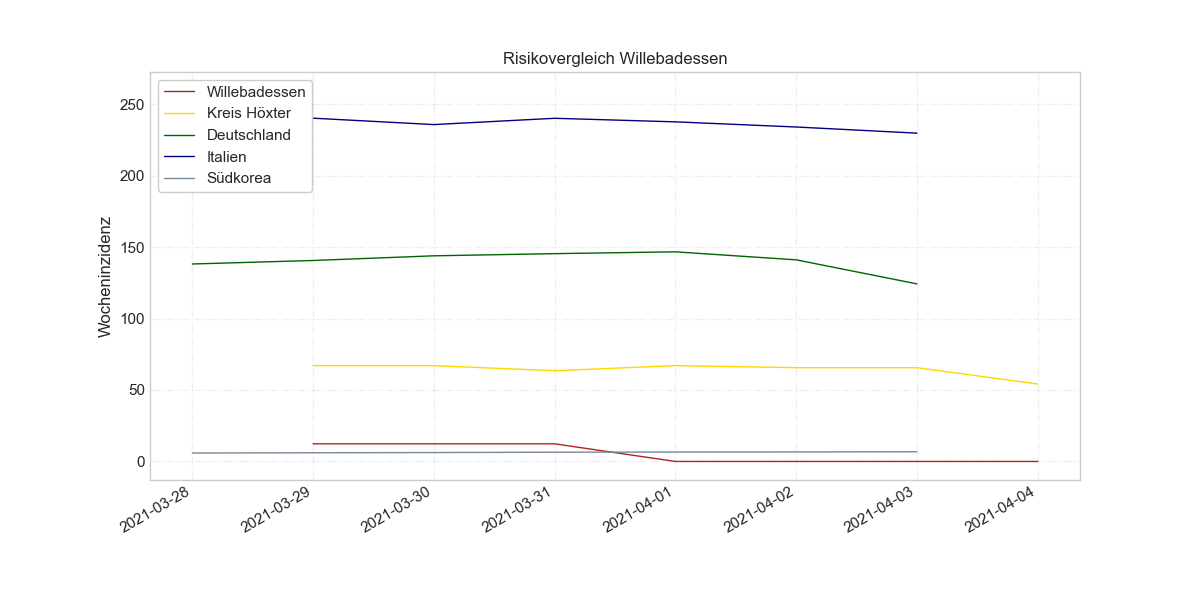 Risikovergleich Willebadessen
Willebadessen
Kreis Höxter
Deutschland
Italien
Südkorea
Wocheninzidenz
250
200
150
100
50
0
2021-03-28
2021-03-29
2021-03-30
2021-03-31
2021-04-01
2021-04-02
2021-04-03
2021-04-04